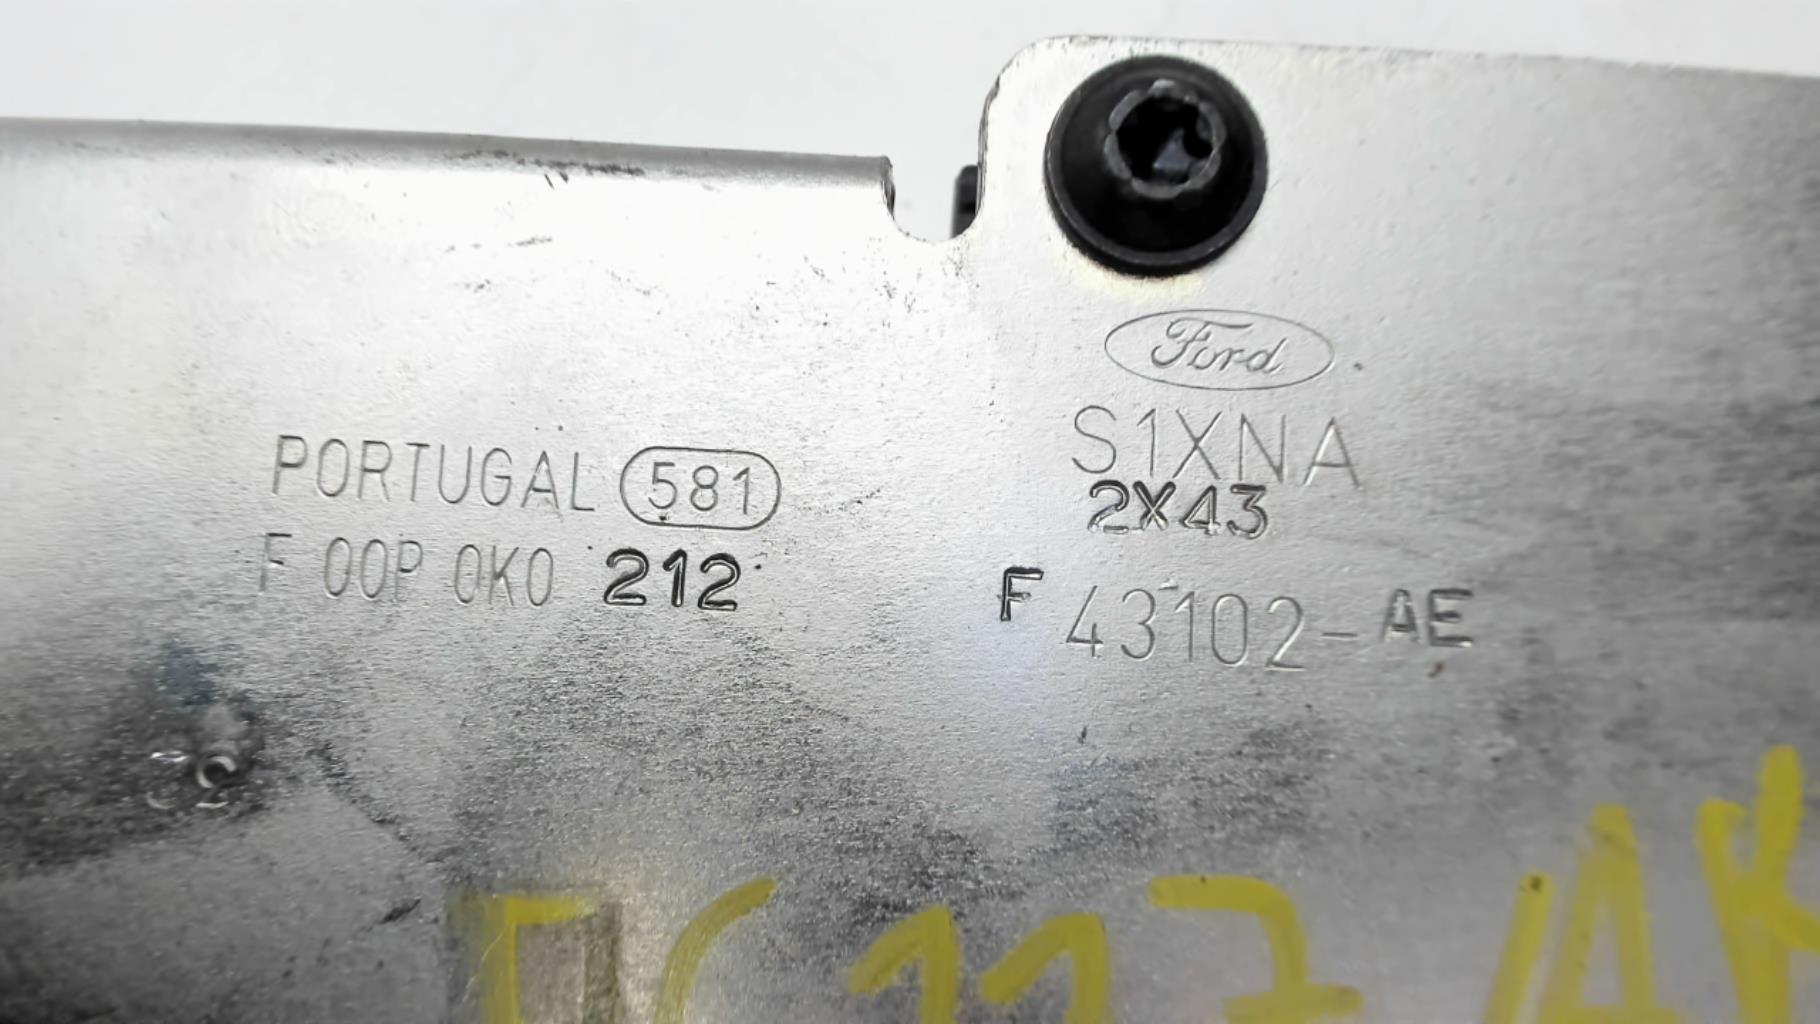 Ford
S1XNA
2X43
F 43102-AE
PORTUGAL 581
F 00P 0K0 212